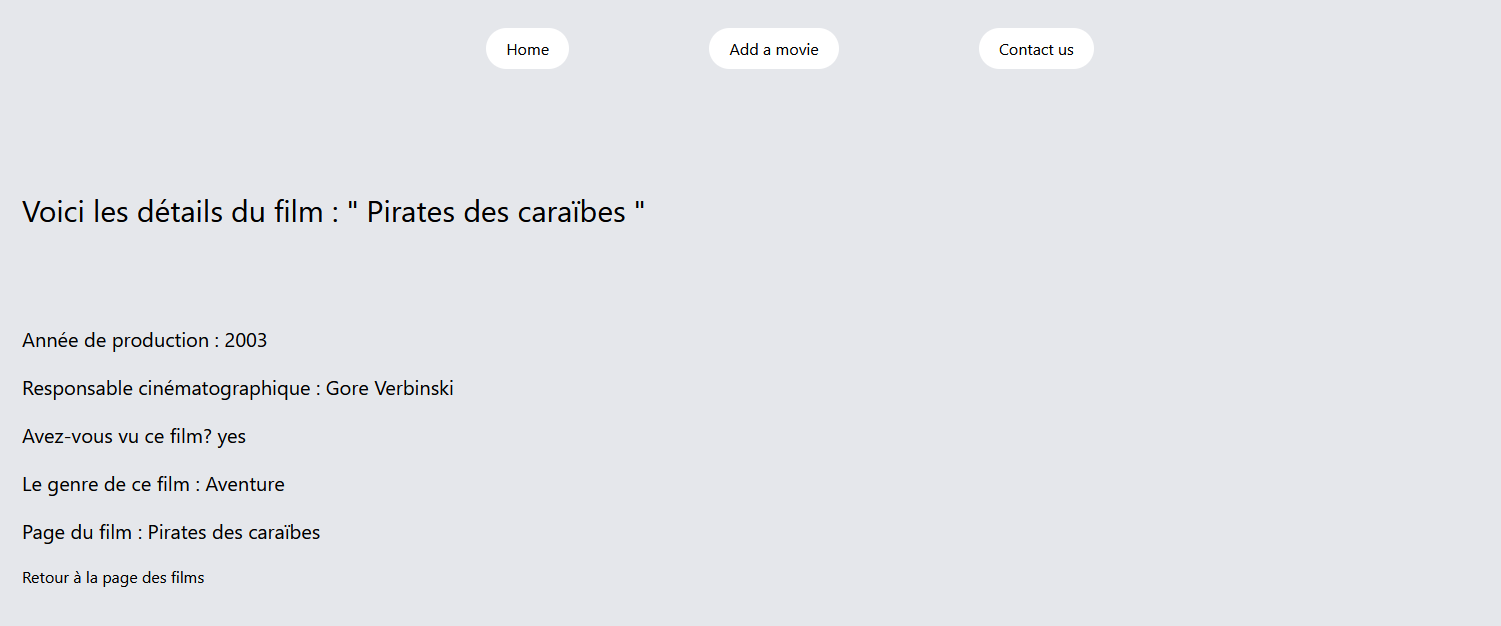 Home
Add a movie
Contact us
Voici les détails du film : " Pirates des caraïbes "
Année de production : 2003
Responsable cinématographique : Gore Verbinski
Avez-vous vu ce film? yes
Le genre de ce film : Aventure
Page du film : Pirates des caraïbes
Retour à la page des films